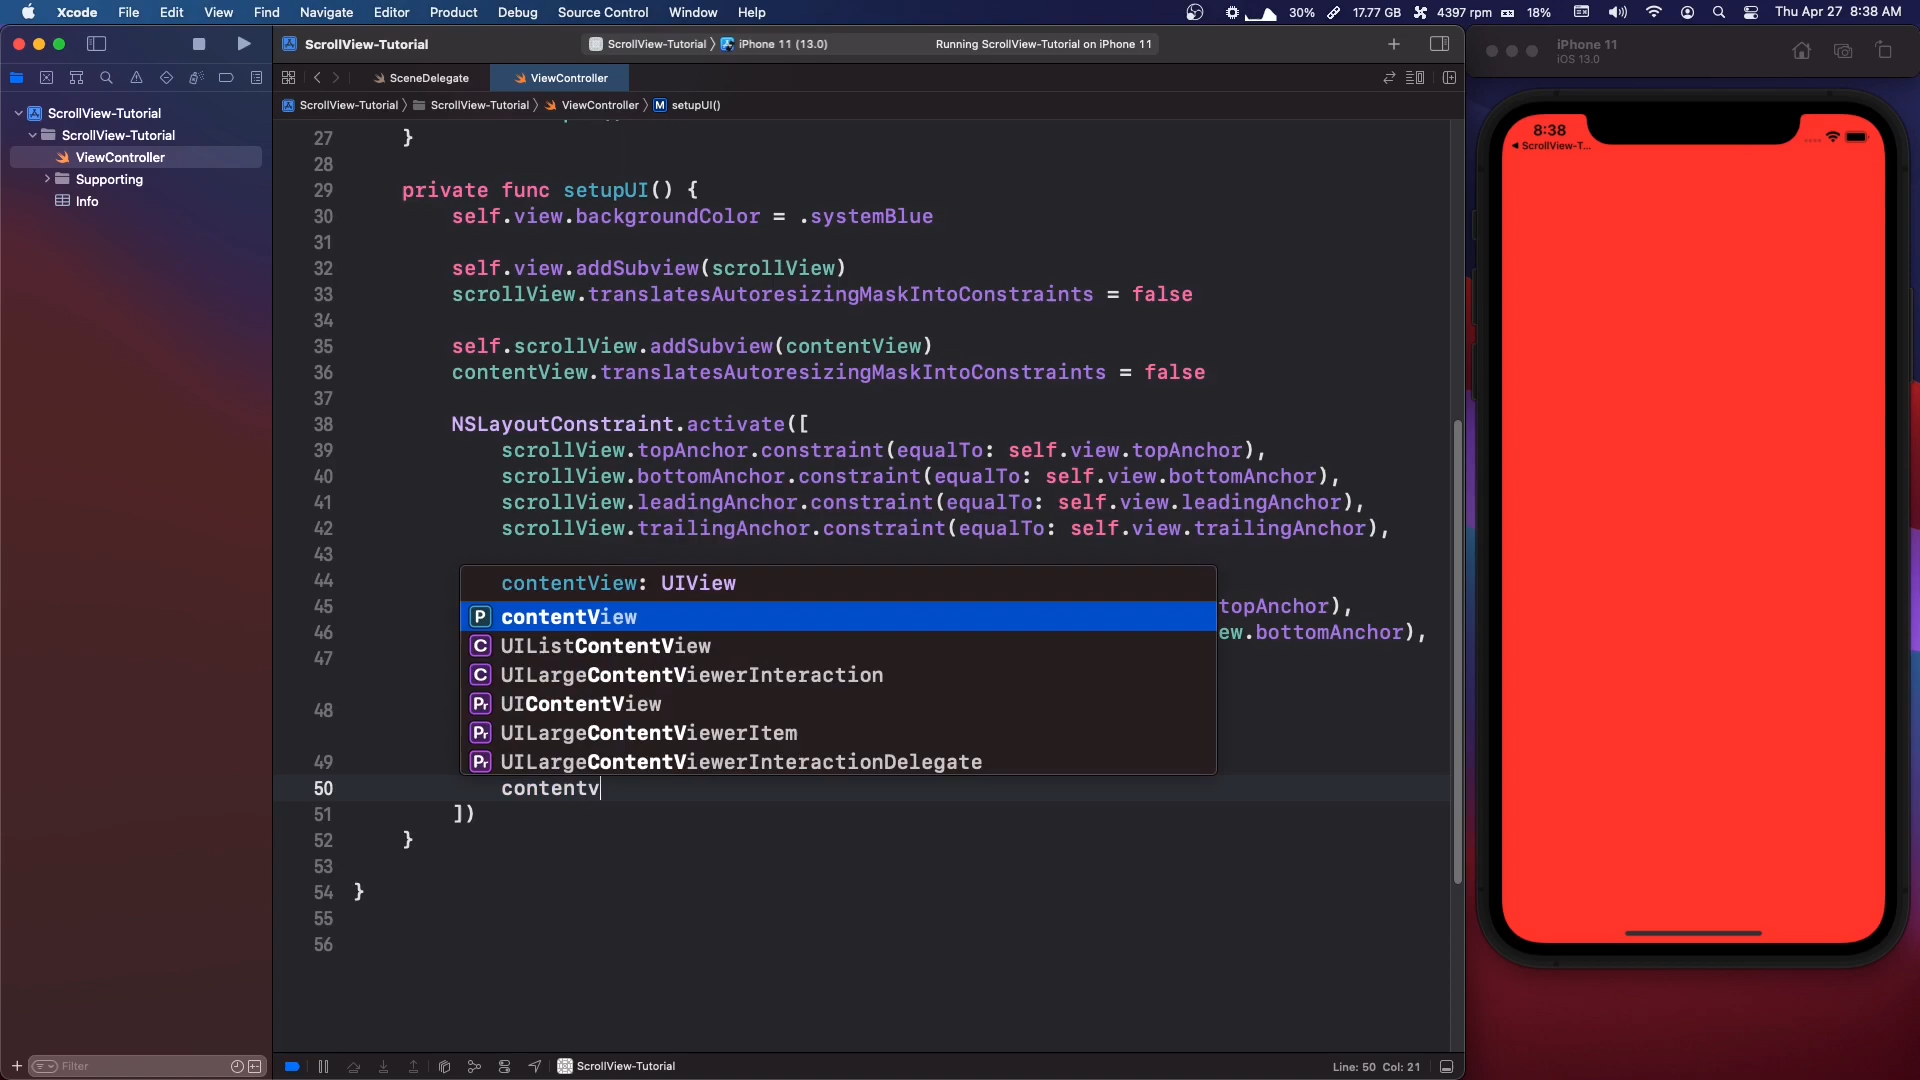 Xcode File Edit View Find Navigate Editor Product Debug Source Control Window Help 30% 17.77 GB 4397 rpm 18% Thu Apr 27 8:38 AM
ScrollView-Tutorial ScrollView-Tutorial iPhone 11 (13.0) Running ScrollView-Tutorial on iPhone 11
SceneDelegate ViewController
ScrollView-Tutorial ScrollView-Tutorial ViewController M setupUI()
ScrollView-Tutorial
ScrollView-Tutorial
ViewController
Supporting
Info
27 }
28
29 private func setupUI() {
30 self.view.backgroundColor = .systemBlue
31
32 self.view.addSubview(scrollView)
33 scrollView.translatesAutoresizingMaskIntoConstraints = false
34
35 self.scrollView.addSubview(contentView)
36 contentView.translatesAutoresizingMaskIntoConstraints = false
37
38 NSLayoutConstraint.activate([
39 scrollView.topAnchor.constraint(equalTo: self.view.topAnchor),
40 scrollView.bottomAnchor.constraint(equalTo: self.view.bottomAnchor),
41 scrollView.leadingAnchor.constraint(equalTo: self.view.leadingAnchor),
42 scrollView.trailingAnchor.constraint(equalTo: self.view.trailingAnchor),
43
44
45 topAnchor),
46 ew.bottomAnchor),
47
48
49
contentView: UIView
P contentView
C UIListContentView
C UILargeContentViewerInteraction
Pr UIContentView
Pr UILargeContentViewerItem
Pr UILargeContentViewerInteractionDelegate
50 contentv
51 ])
52 }
53
54 }
55
56
Filter
ScrollView-Tutorial
Line: 50 Col: 21
iPhone 11
iOS 13.0
8:38
ScrollView-T...